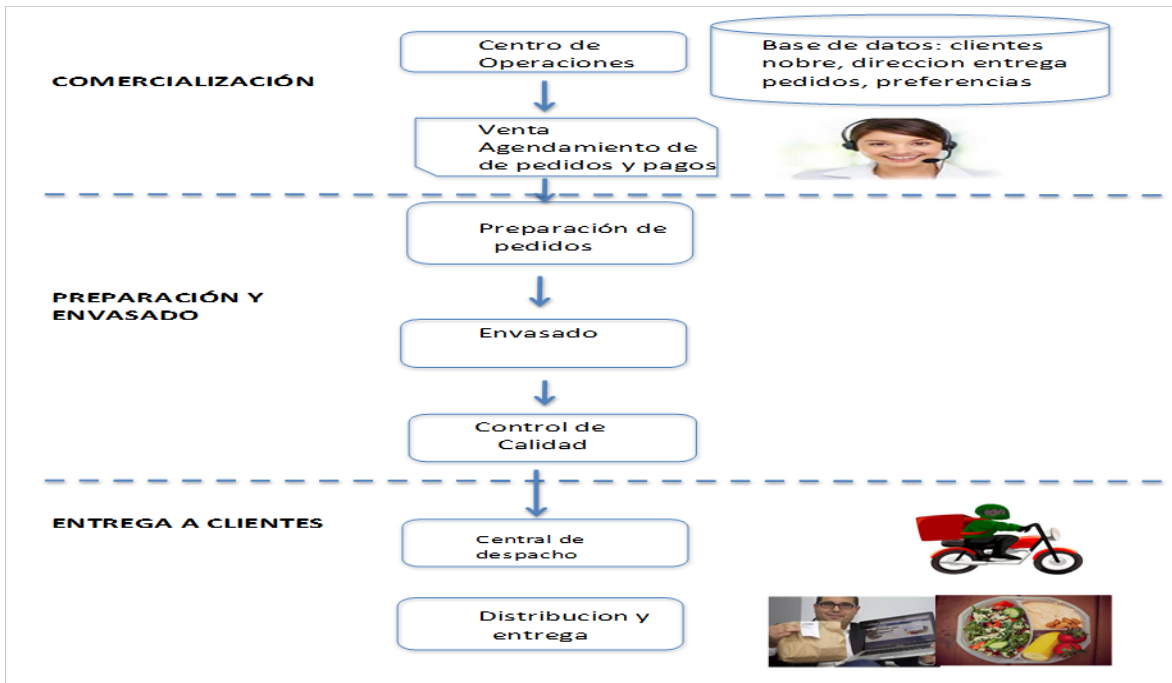 Centro de
Operaciones
Base de datos: clientes
nobre, direccion entrega
pedidos, preferencias
COMERCIALIZACIÓN
Venta
Agendamiento de
de pedidos y pagos
Preparación de
pedidos
PREPARACIÓN Y
ENVASADO
Envasado
Control de
Calidad
ENTREGA A CLIENTES
Central de
despacho
Distribucion y
entrega